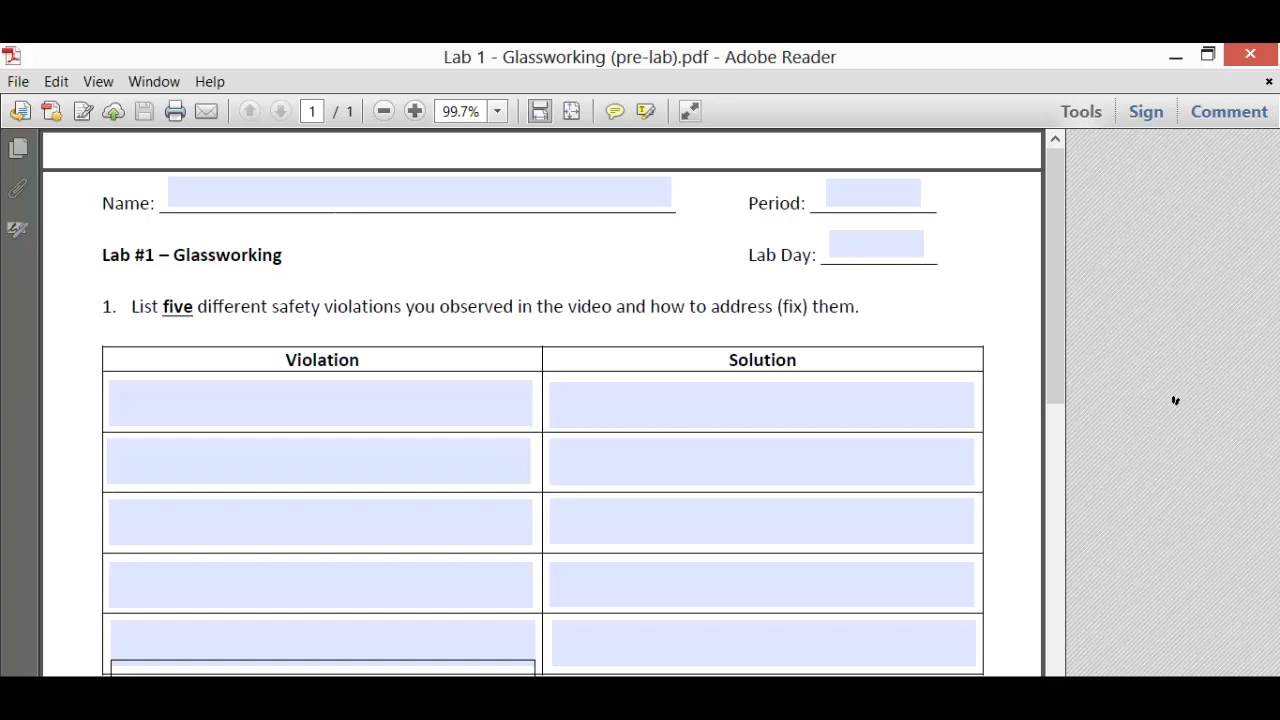 Lab 1 - Glassworking (pre-lab).pdf - Adobe Reader
File Edit View Window Help
1 / 1 99.7% Tools Sign Comment
Name: Period:
Lab #1 – Glassworking Lab Day:
1. List five different safety violations you observed in the video and how to address (fix) them.
Violation Solution